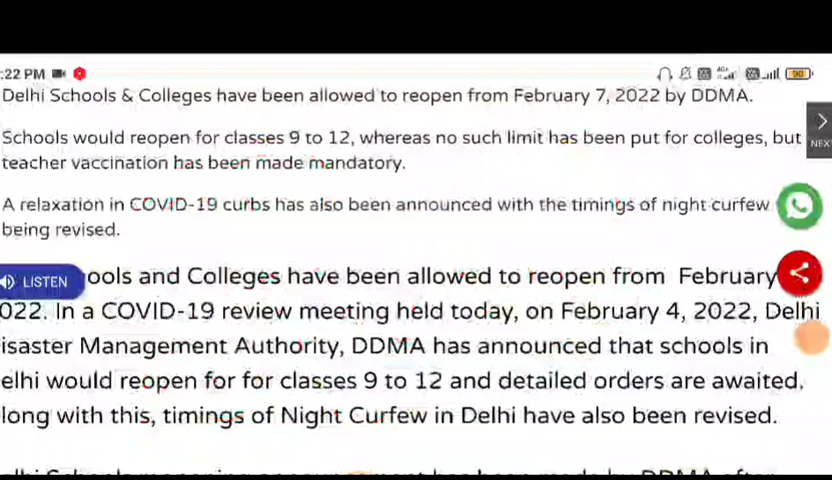 :22 PM
Delhi Schools & Colleges have been allowed to reopen from February 7, 2022 by DDMA.
Schools would reopen for classes 9 to 12, whereas no such limit has been put for colleges, but
NEXT
teacher vaccination has been made mandatory.
A relaxation in COVID-19 curbs has also been announced with the timings of night curfew
being revised.
LISTEN
ools and Colleges have been allowed to reopen from February
022. In a COVID-19 review meeting held today, on February 4, 2022, Delhi
isaster Management Authority, DDMA has announced that schools in
elhi would reopen for for classes 9 to 12 and detailed orders are awaited.
long with this, timings of Night Curfew in Delhi have also been revised.